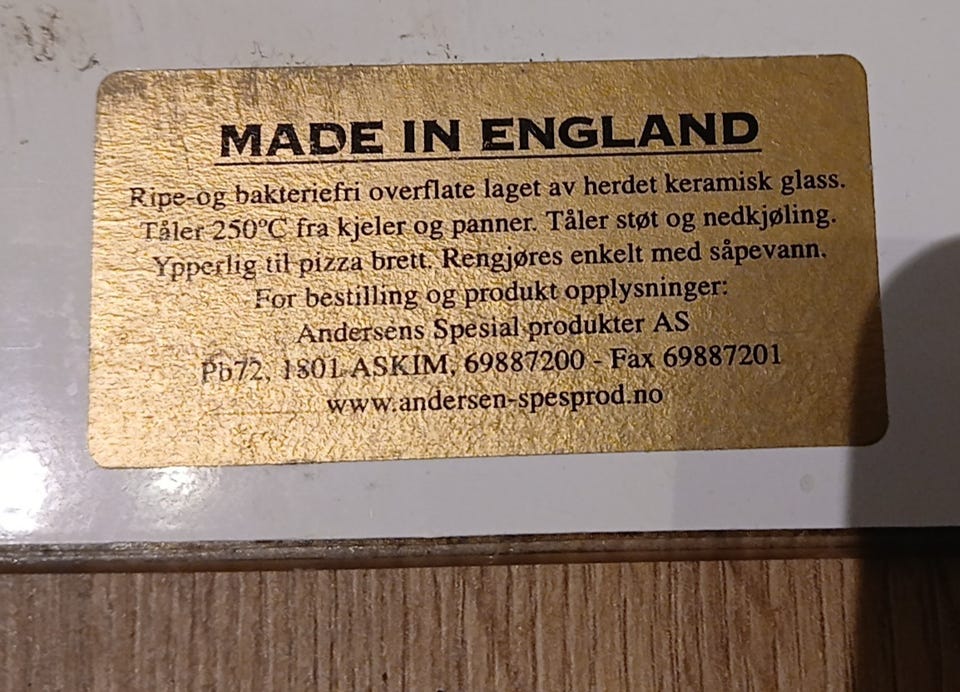 MADE IN ENGLAND
Ripe-og bakteriefri overflate laget av herdet keramisk glass.
Tåler 250°C fra kjeler og panner. Tåler støt og nedkjøling.
Ypperlig til pizza brett. Rengjøres enkelt med såpevann.
For bestilling og produkt opplysninger:
Andersens Spesial produkter AS
Pb72, 1801 ASKIM, 69887200 - Fax 69887201
www.andersen-spesprod.no